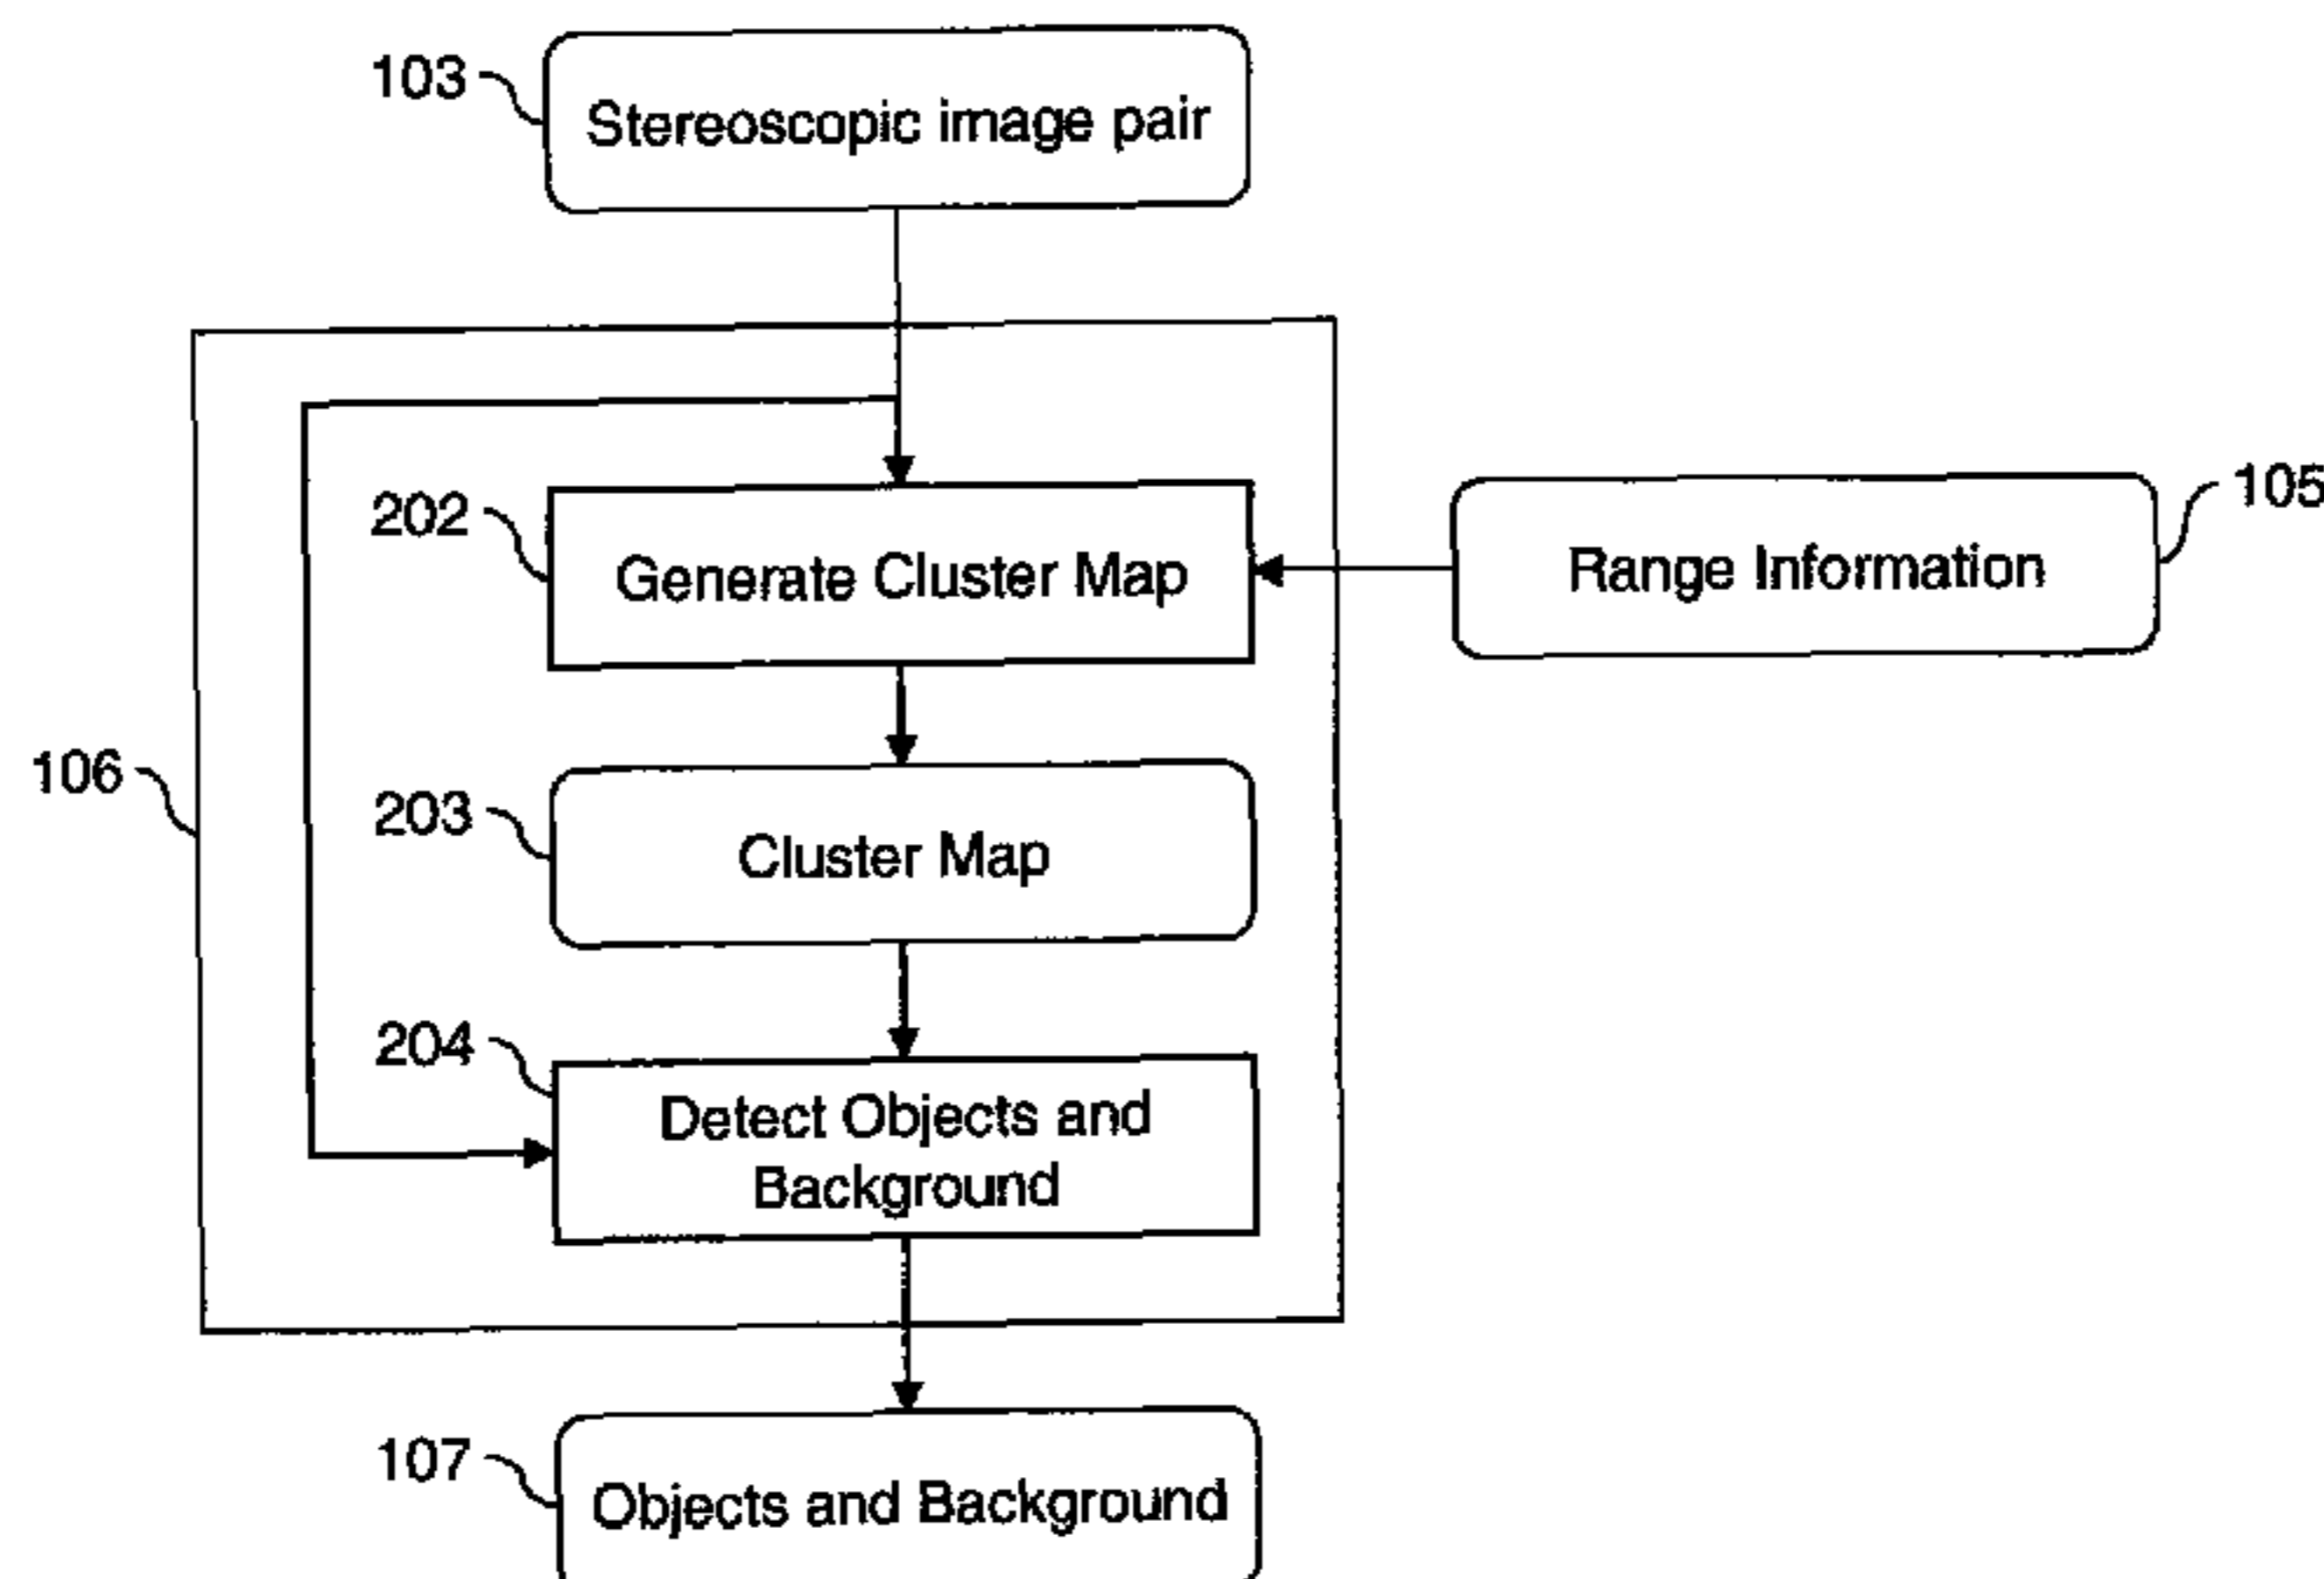 103
Stereoscopic image pair
202
Generate Cluster Map
Range Information
105
106
203
Cluster Map
204
Detect Objects and
Background
107
Objects and Background